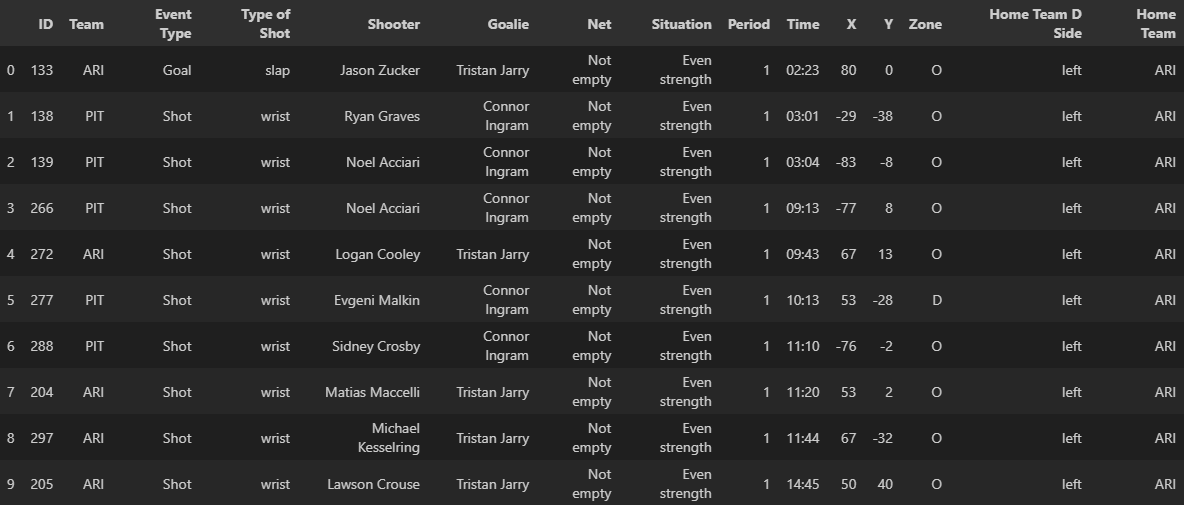 ID Team Event Type Type of Shot Shooter Goalie Net Situation Period Time X Y Zone Home Team D Side Home Team
0 133 ARI Goal slap Jason Zucker Tristan Jarry Not empty Even strength 1 02:23 80 0 O left ARI
1 138 PIT Shot wrist Ryan Graves Connor Ingram Not empty Even strength 1 03:01 -29 -38 O left ARI
2 139 PIT Shot wrist Noel Acciari Connor Ingram Not empty Even strength 1 03:04 -83 -8 O left ARI
3 266 PIT Shot wrist Noel Acciari Connor Ingram Not empty Even strength 1 09:13 -77 8 O left ARI
4 272 ARI Shot wrist Logan Cooley Tristan Jarry Not empty Even strength 1 09:43 67 13 O left ARI
5 277 PIT Shot wrist Evgeni Malkin Connor Ingram Not empty Even strength 1 10:13 53 -28 D left ARI
6 288 PIT Shot wrist Sidney Crosby Connor Ingram Not empty Even strength 1 11:10 -76 -2 O left ARI
7 204 ARI Shot wrist Matias Maccelli Tristan Jarry Not empty Even strength 1 11:20 53 2 O left ARI
8 297 ARI Shot wrist Michael Kesselring Tristan Jarry Not empty Even strength 1 11:44 67 -32 O left ARI
9 205 ARI Shot wrist Lawson Crouse Tristan Jarry Not empty Even strength 1 14:45 50 40 O left ARI